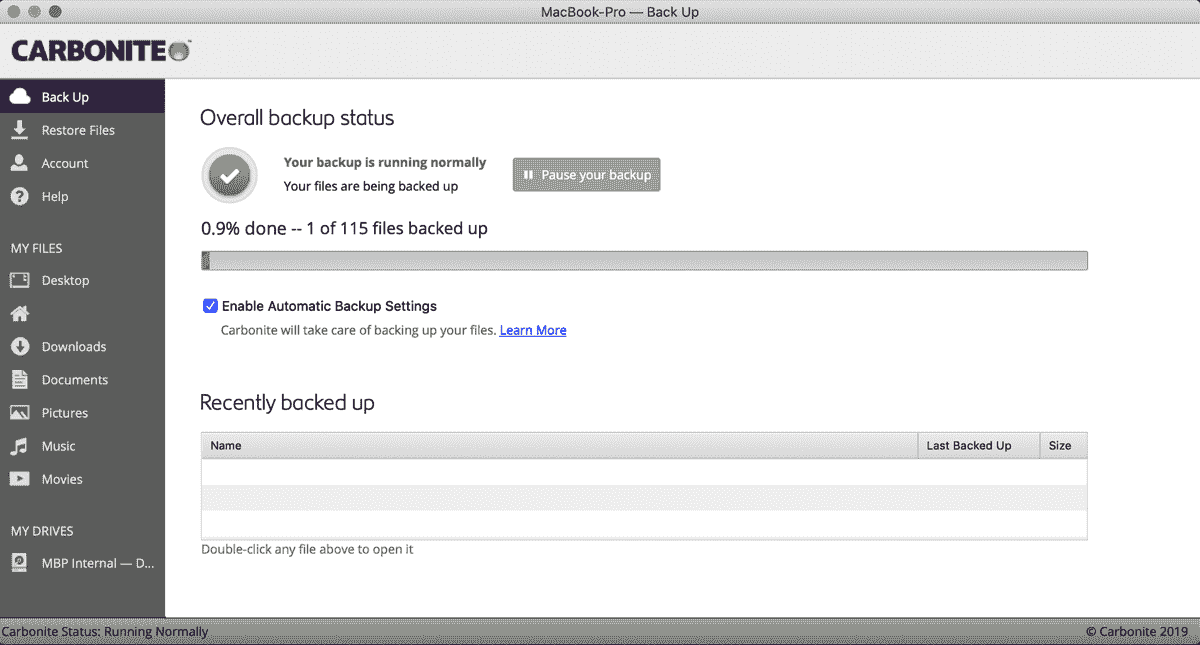 MacBook-Pro — Back Up
CARBONITE
Back Up
Restore Files
Account
Help
MY FILES
Desktop
Downloads
Documents
Pictures
Music
Movies
MY DRIVES
MBP Internal — D...
Overall backup status
Your backup is running normally
Your files are being backed up
Pause your backup
0.9% done -- 1 of 115 files backed up
Enable Automatic Backup Settings
Carbonite will take care of backing up your files. Learn More
Recently backed up
Name Last Backed Up Size
Double-click any file above to open it
Carbonite Status: Running Normally © Carbonite 2019